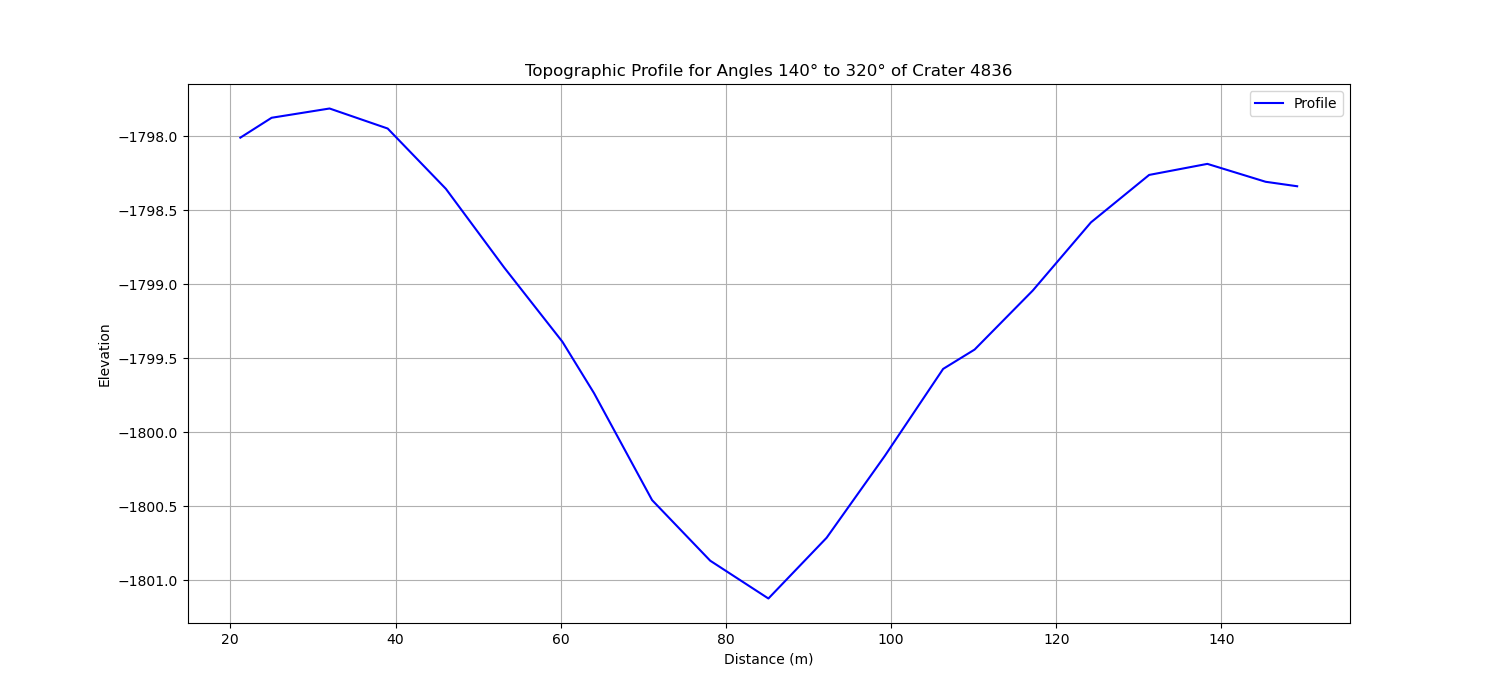 Topographic Profile for Angles 140° to 320° of Crater 4836
Profile
−1798.0
−1798.5
−1799.0
−1799.5
−1800.0
−1800.5
−1801.0
Elevation
20 40 60 80 100 120 140
Distance (m)